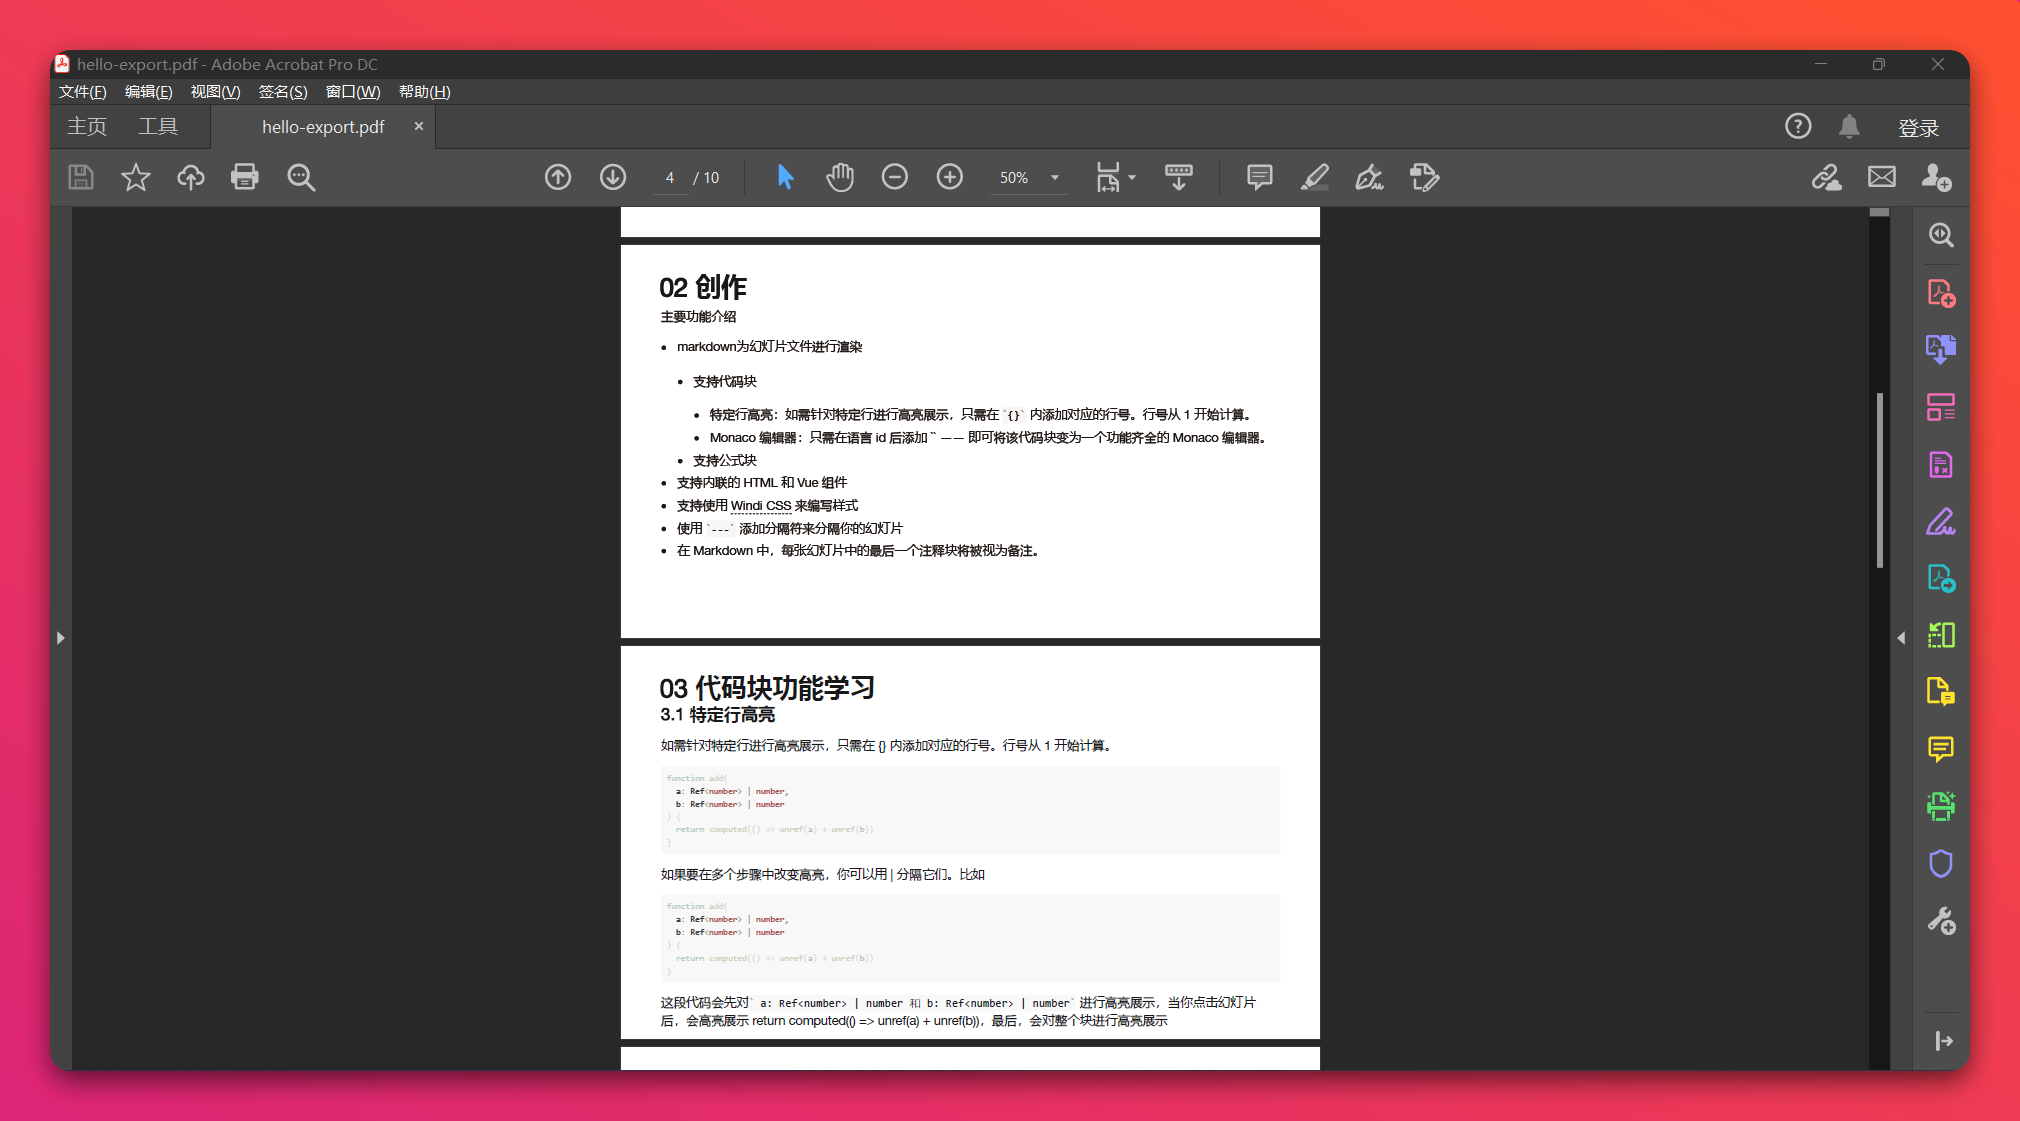 hello-export.pdf - Adobe Acrobat Pro DC
文件(F) 编辑(E) 视图(V) 签名(S) 窗口(W) 帮助(H)
主页 工具 hello-export.pdf × 登录
4 / 10 50%
02 创作
主要功能介绍
• markdown为幻灯片文件进行渲染
• 支持代码块
• 特定行高亮：如需针对特定行进行高亮展示，只需在 `{}` 内添加对应的行号。行号从 1 开始计算。
• Monaco 编辑器：只需在语言 id 后添加 `` —— 即可将该代码块变为一个功能齐全的 Monaco 编辑器。
• 支持公式块
• 支持内联的 HTML 和 Vue 组件
• 支持使用 Windi CSS 来编写样式
• 使用 `---` 添加分隔符来分隔你的幻灯片
• 在 Markdown 中，每张幻灯片中的最后一个注释块将被视为备注。
03 代码块功能学习
3.1 特定行高亮
如需针对特定行进行高亮展示，只需在 {} 内添加对应的行号。行号从 1 开始计算。
function add(
a: Ref<number> | number,
b: Ref<number> | number
) {
return computed(() => unref(a) + unref(b))
}
如果要在多个步骤中改变高亮，你可以用 | 分隔它们。比如
function add(
a: Ref<number> | number,
b: Ref<number> | number
) {
return computed(() => unref(a) + unref(b))
}
这段代码会先对` a: Ref<number> | number 和 b: Ref<number> | number` 进行高亮展示，当你点击幻灯片
后，会高亮展示 return computed(() => unref(a) + unref(b))，最后，会对整个块进行高亮展示